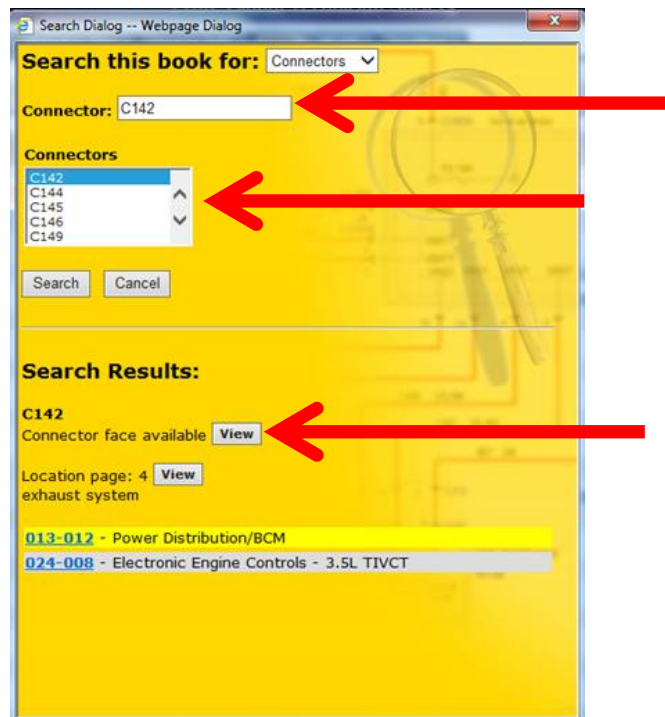 Search Dialog -- Webpage Dialog
Search this book for: Connectors
Connector: C142
Connectors
C142
C144
C145
C146
C149
Search Cancel
Search Results:
C142
Connector face available View
Location page: 4 View
exhaust system
013-012 - Power Distribution/BCM
024-008 - Electronic Engine Controls - 3.5L TIVCT